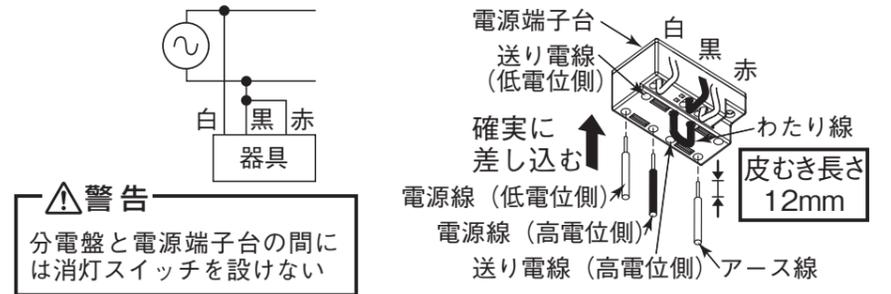 白 黒 赤
器具
警告
分電盤と電源端子台の間に
は消灯スイッチを設けない
電源端子台
白
黒
赤
送り電線
（低電位側）
確実に
差し込む
わたり線
皮むき長さ
12mm
電源線（低電位側）
電源線（高電位側）
送り電線（高電位側）
アース線